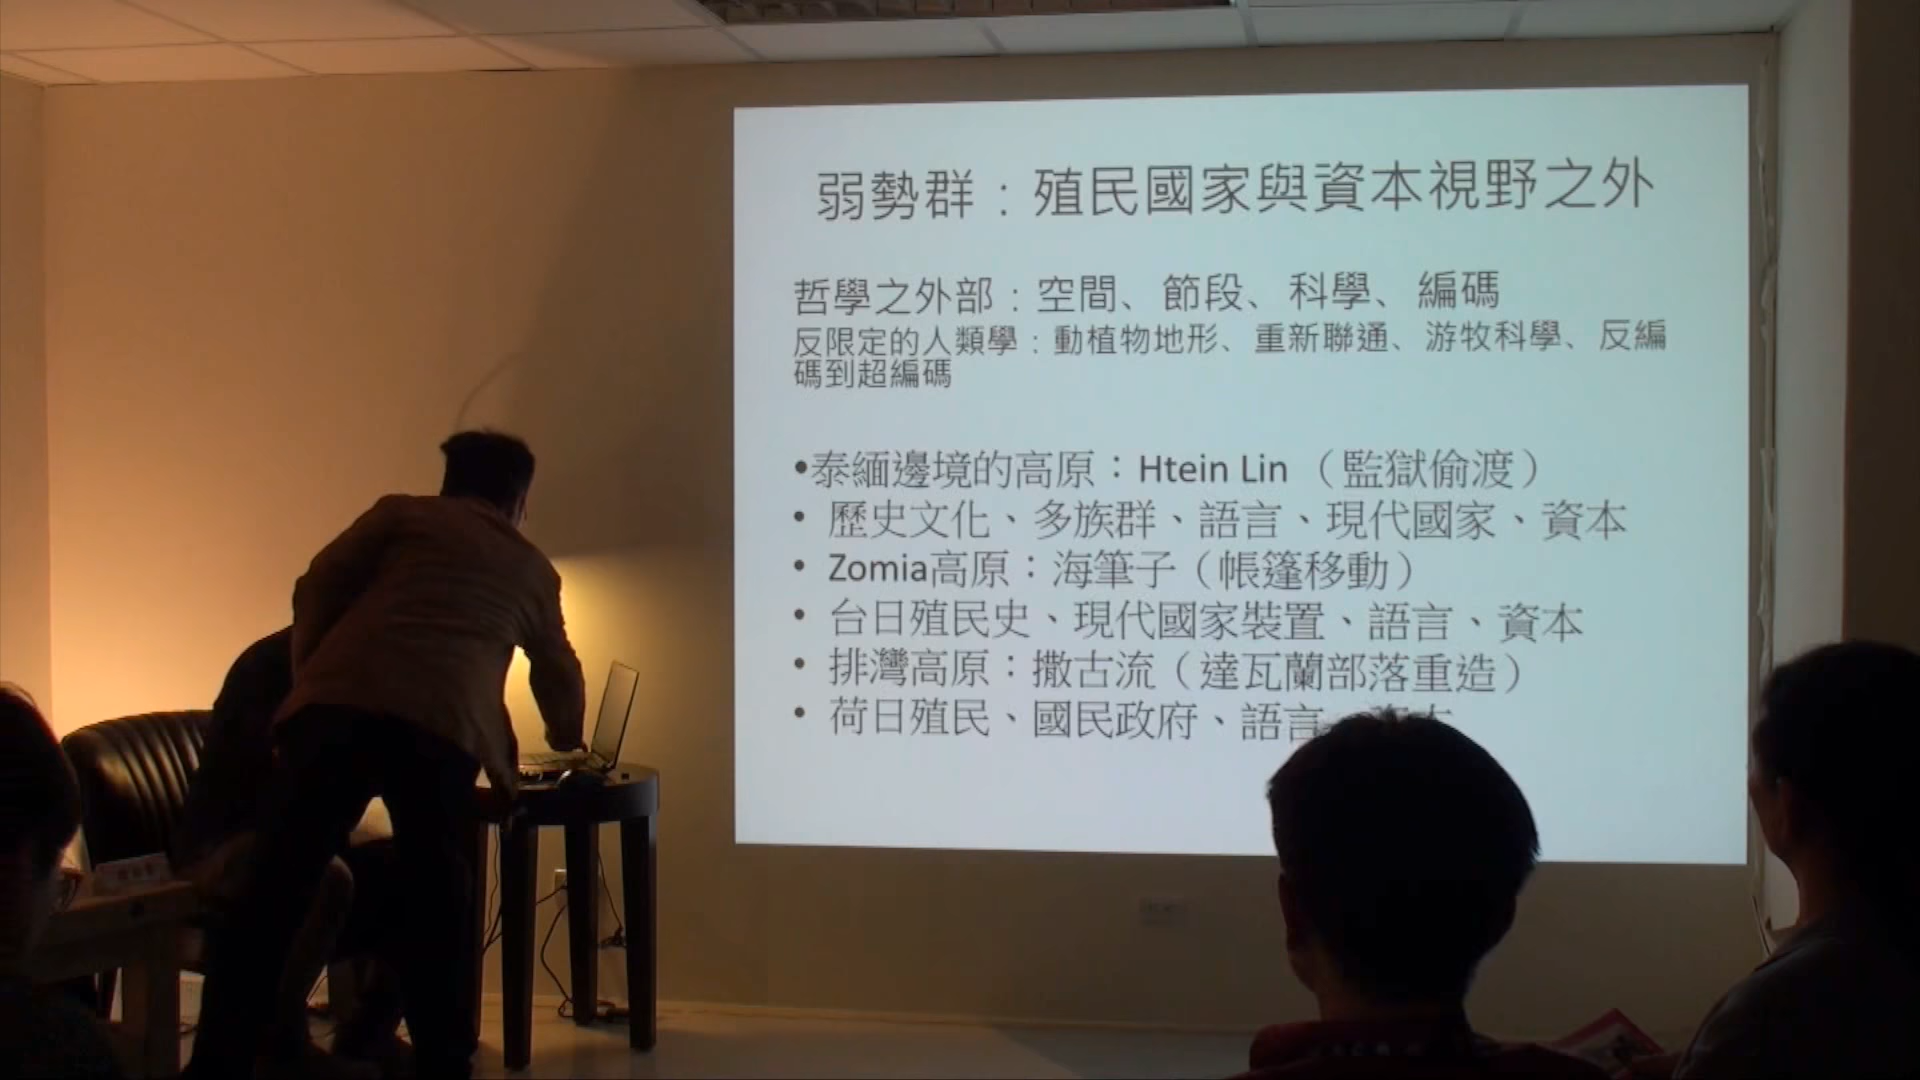 弱勢群：殖民國家與資本視野之外
哲學之外部：空間、節段、科學、編碼
反限定的人類學：動植物地形、重新聯通、游牧科學、反編
碼到超編碼
•泰緬邊境的高原：Htein Lin （監獄偷渡）
• 歷史文化、多族群、語言、現代國家、資本
• Zomia高原：海筆子（帳篷移動）
• 台日殖民史、現代國家裝置、語言、資本
• 排灣高原：撒古流（達瓦蘭部落重造）
• 荷日殖民、國民政府、語言